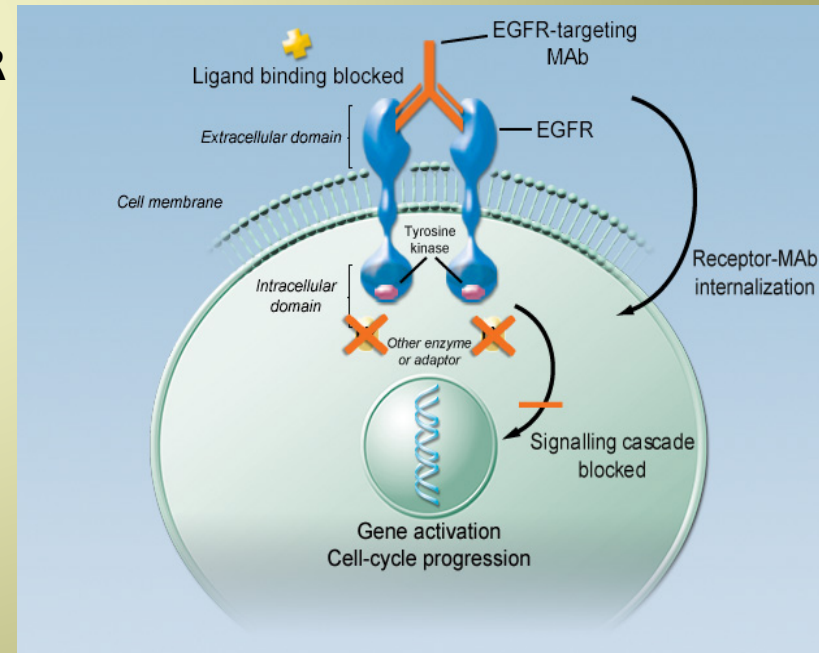 R
EGFR-targeting
MAb
Ligand binding blocked
Extracellular domain
EGFR
Cell membrane
Tyrosine
kinase
Receptor-MAb
internalization
Intracellular
domain
Other enzyme
or adaptor
Signalling cascade
blocked
Gene activation
Cell-cycle progression